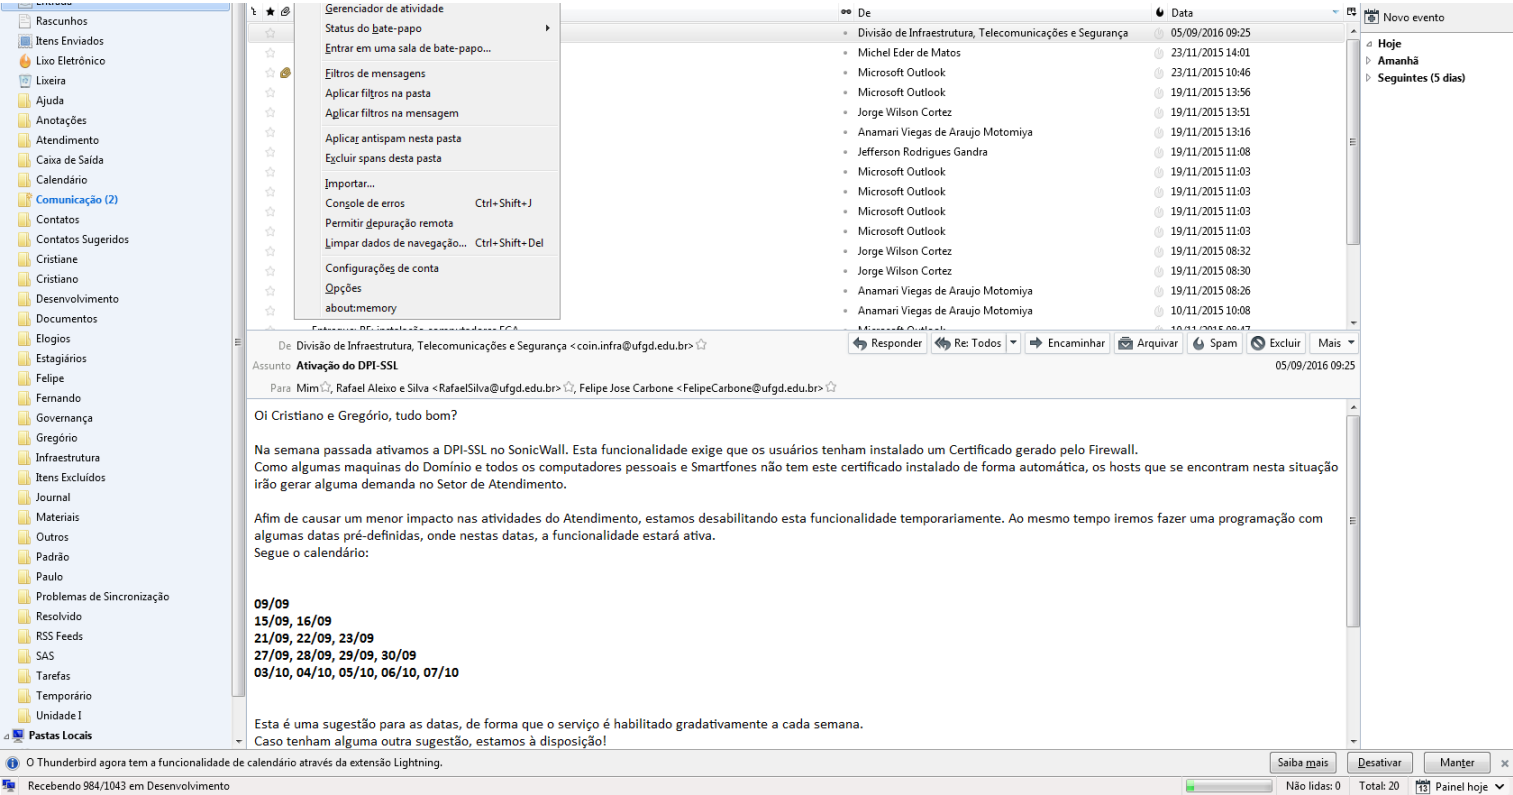 Entrada
Rascunhos
Itens Enviados
Lixo Eletrônico
Lixeira
Ajuda
Anotações
Atendimento
Caixa de Saída
Calendário
Comunicação (2)
Contatos
Contatos Sugeridos
Cristiane
Cristiano
Desenvolvimento
Documentos
Elogios
Estagiários
Felipe
Fernando
Governança
Gregório
Infraestrutura
Itens Excluídos
Journal
Materiais
Outros
Padrão
Paulo
Problemas de Sincronização
Resolvido
RSS Feeds
SAS
Tarefas
Temporário
Unidade I
Pastas Locais
Gerenciador de atividade
Status do bate-papo
Entrar em uma sala de bate-papo...
Filtros de mensagens
Aplicar filtros na pasta
Aplicar filtros na mensagem
Aplicar antispam nesta pasta
Excluir spans desta pasta
Importar...
Console de erros Ctrl+Shift+J
Permitir depuração remota
Limpar dados de navegação... Ctrl+Shift+Del
Configurações de conta
Opções
about:memory
De Data
Divisão de Infraestrutura, Telecomunicações e Segurança 05/09/2016 09:25
Michel Eder de Matos 23/11/2015 14:01
Microsoft Outlook 23/11/2015 10:46
Microsoft Outlook 19/11/2015 13:56
Jorge Wilson Cortez 19/11/2015 13:51
Anamari Viegas de Araujo Motomiya 19/11/2015 13:16
Jefferson Rodrigues Gandra 19/11/2015 11:08
Microsoft Outlook 19/11/2015 11:03
Microsoft Outlook 19/11/2015 11:03
Microsoft Outlook 19/11/2015 11:03
Microsoft Outlook 19/11/2015 11:03
Jorge Wilson Cortez 19/11/2015 08:32
Jorge Wilson Cortez 19/11/2015 08:30
Anamari Viegas de Araujo Motomiya 19/11/2015 08:26
Anamari Viegas de Araujo Motomiya 10/11/2015 10:08
Microsoft Outlook 10/11/2015 08:47
Novo evento
Hoje
Amanhã
Seguintes (5 dias)
De Divisão de Infraestrutura, Telecomunicações e Segurança <coin.infra@ufgd.edu.br>
Responder Re: Todos Encaminhar Arquivar Spam Excluir Mais
Assunto Ativação do DPI-SSL 05/09/2016 09:25
Para Mim, Rafael Aleixo e Silva <RafaelSilva@ufgd.edu.br>, Felipe Jose Carbone <FelipeCarbone@ufgd.edu.br>
Oi Cristiano e Gregório, tudo bom?
Na semana passada ativamos a DPI-SSL no SonicWall. Esta funcionalidade exige que os usuários tenham instalado um Certificado gerado pelo Firewall.
Como algumas maquinas do Domínio e todos os computadores pessoais e Smartfones não tem este certificado instalado de forma automática, os hosts que se encontram nesta situação
irão gerar alguma demanda no Setor de Atendimento.
Afim de causar um menor impacto nas atividades do Atendimento, estamos desabilitando esta funcionalidade temporariamente. Ao mesmo tempo iremos fazer uma programação com
algumas datas pré-definidas, onde nestas datas, a funcionalidade estará ativa.
Segue o calendário:
09/09
15/09, 16/09
21/09, 22/09, 23/09
27/09, 28/09, 29/09, 30/09
03/10, 04/10, 05/10, 06/10, 07/10
Esta é uma sugestão para as datas, de forma que o serviço é habilitado gradativamente a cada semana.
Caso tenham alguma outra sugestão, estamos à disposição!
O Thunderbird agora tem a funcionalidade de calendário através da extensão Lightning.
Saiba mais Desativar Manter
Recebendo 984/1043 em Desenvolvimento
Não lidas: 0 Total: 20 13 Painel hoje